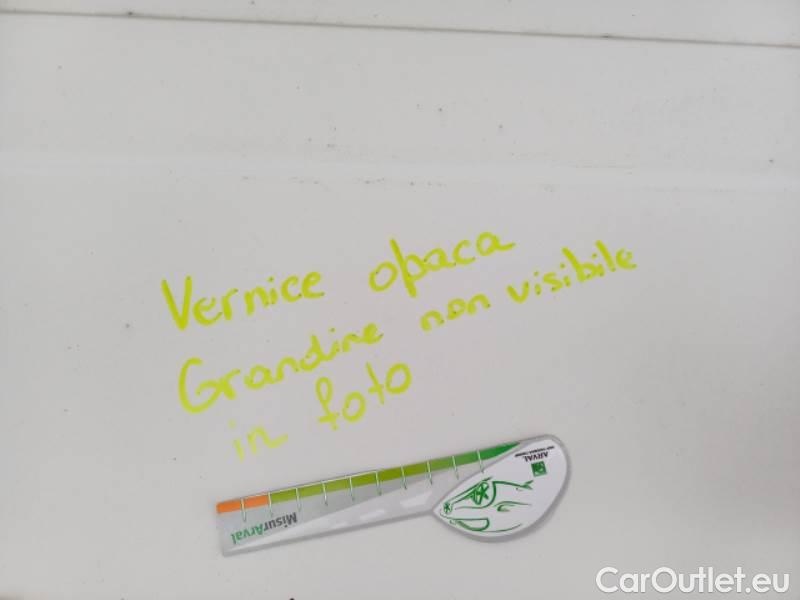 Vernice opaca
Grandine non visibile
in foto
ARVAL
MisurArval
CarOutlet.eu